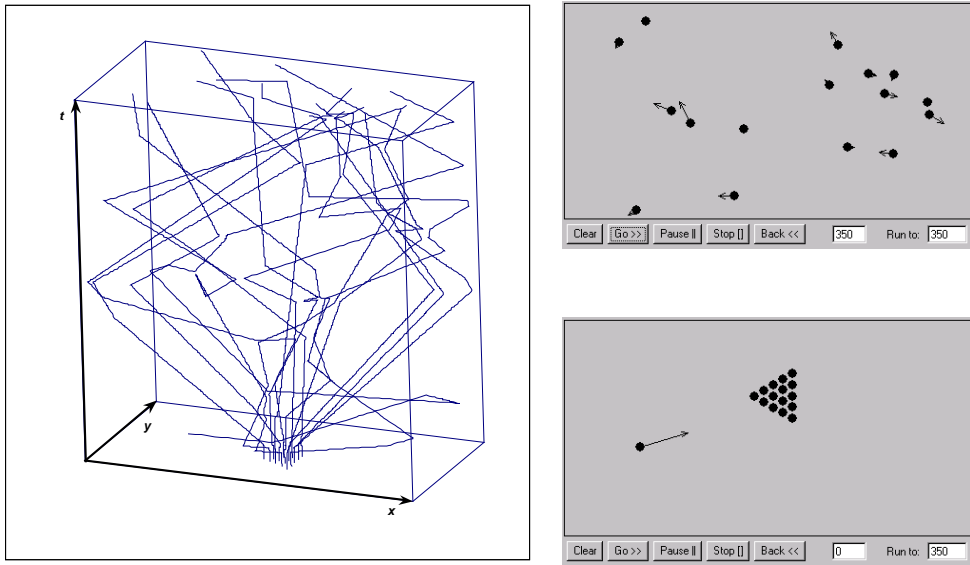 t
y
x
Clear Go >> Pause || Stop [] Back << 350 Run to: 350
Clear Go >> Pause || Stop [] Back << 0 Run to: 350